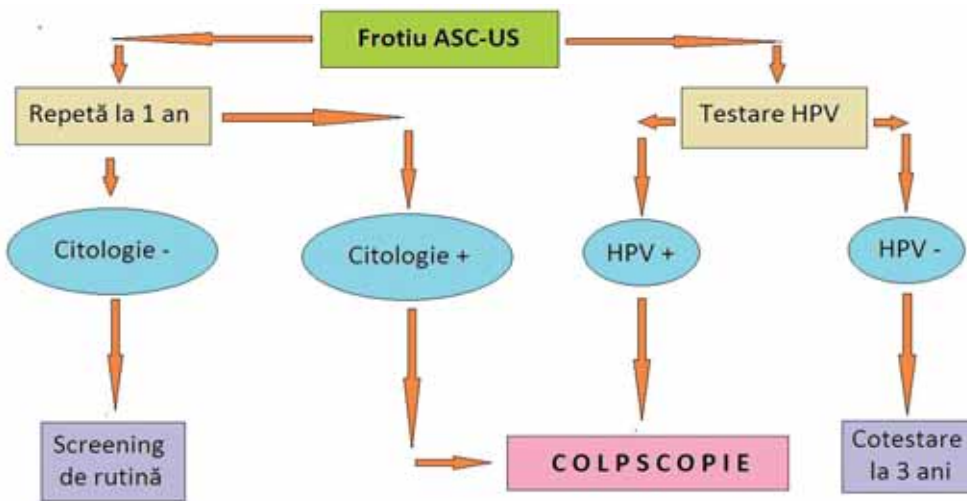 Frotiu ASC-US
Repetă la 1 an
Testare HPV
Citologie -
Citologie +
HPV +
HPV -
Screening
de rutină
COLPSCOPIE
Cotestare
la 3 ani